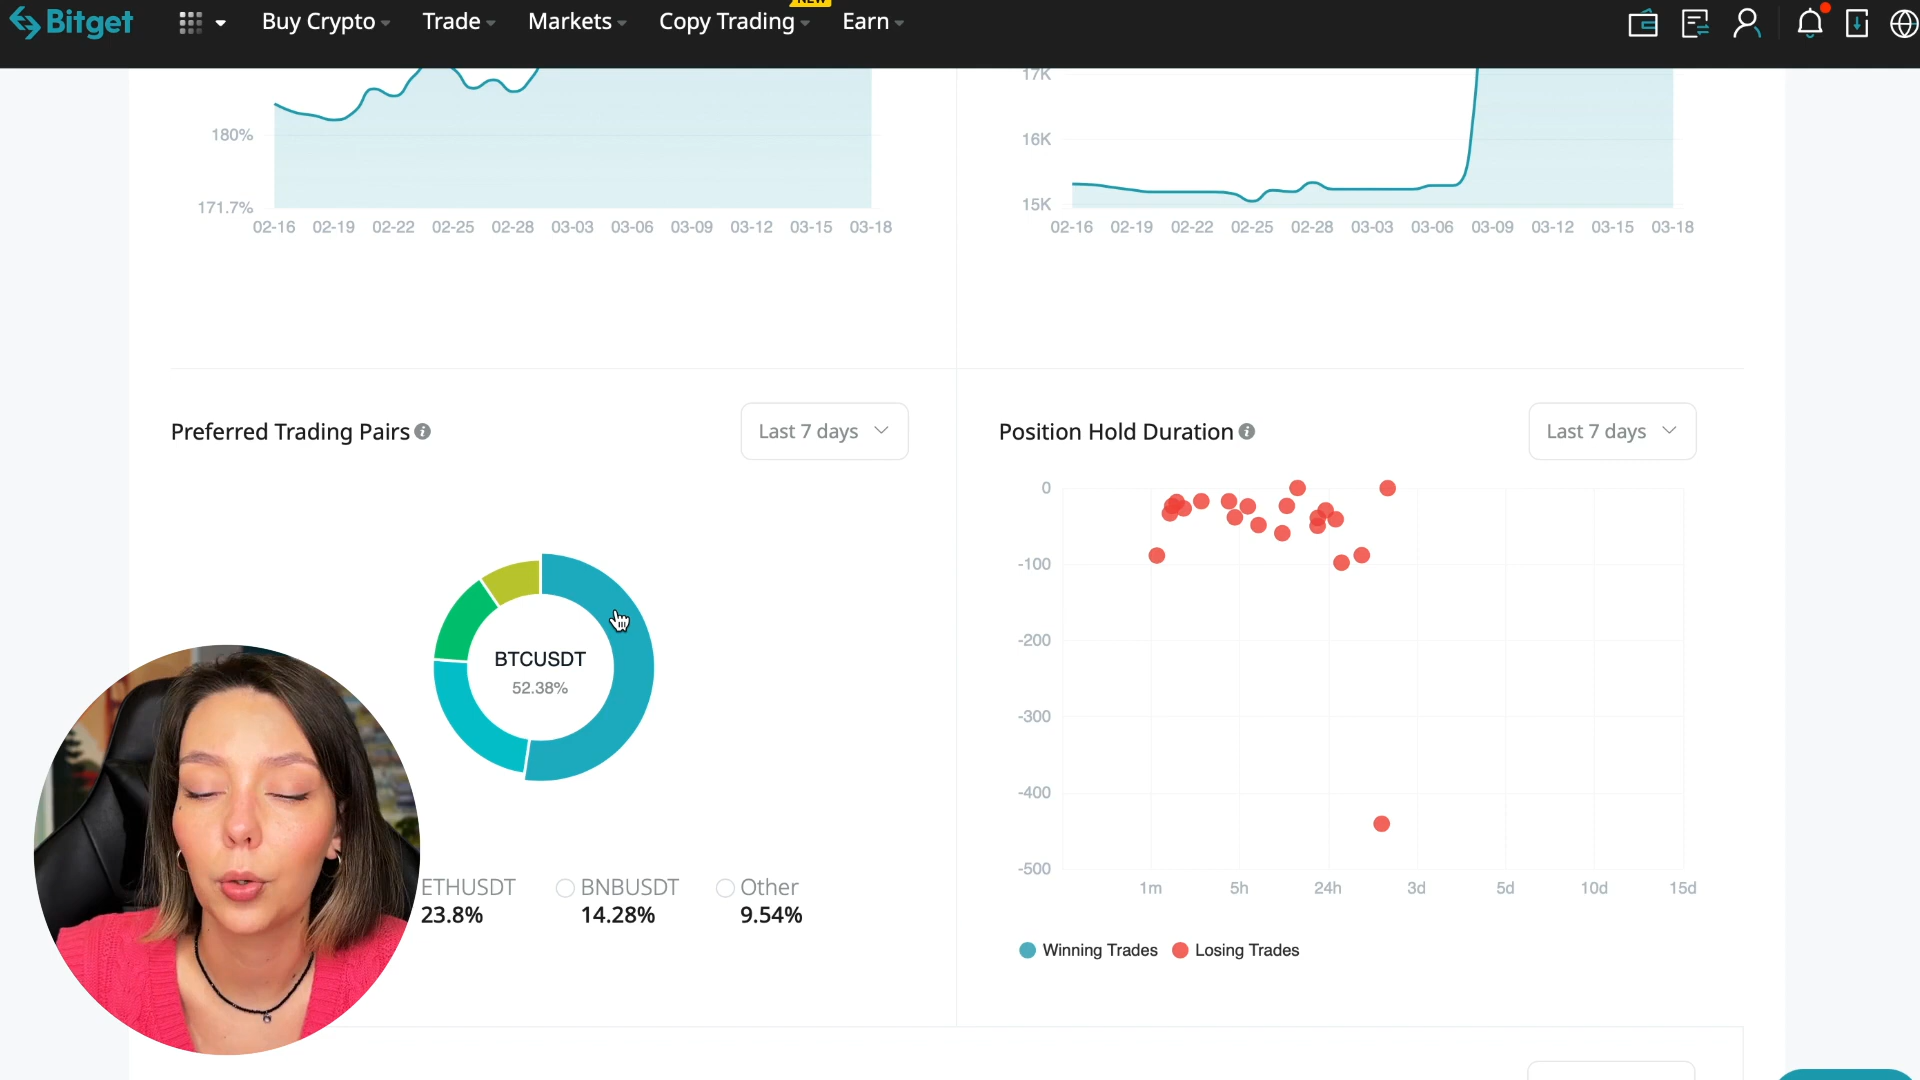 Bitget
Buy Crypto Trade Markets Copy Trading Earn
NEW
180%
171.7%
02-16 02-19 02-22 02-25 02-28 03-03 03-06 03-09 03-12 03-15 03-18
17K
16K
15K
02-16 02-19 02-22 02-25 02-28 03-03 03-06 03-09 03-12 03-15 03-18
Preferred Trading Pairs
Last 7 days
BTCUSDT
52.38%
ETHUSDT BNBUSDT Other
23.8% 14.28% 9.54%
Position Hold Duration
Last 7 days
0
-100
-200
-300
-400
-500
1m 5h 24h 3d 5d 10d 15d
Winning Trades Losing Trades